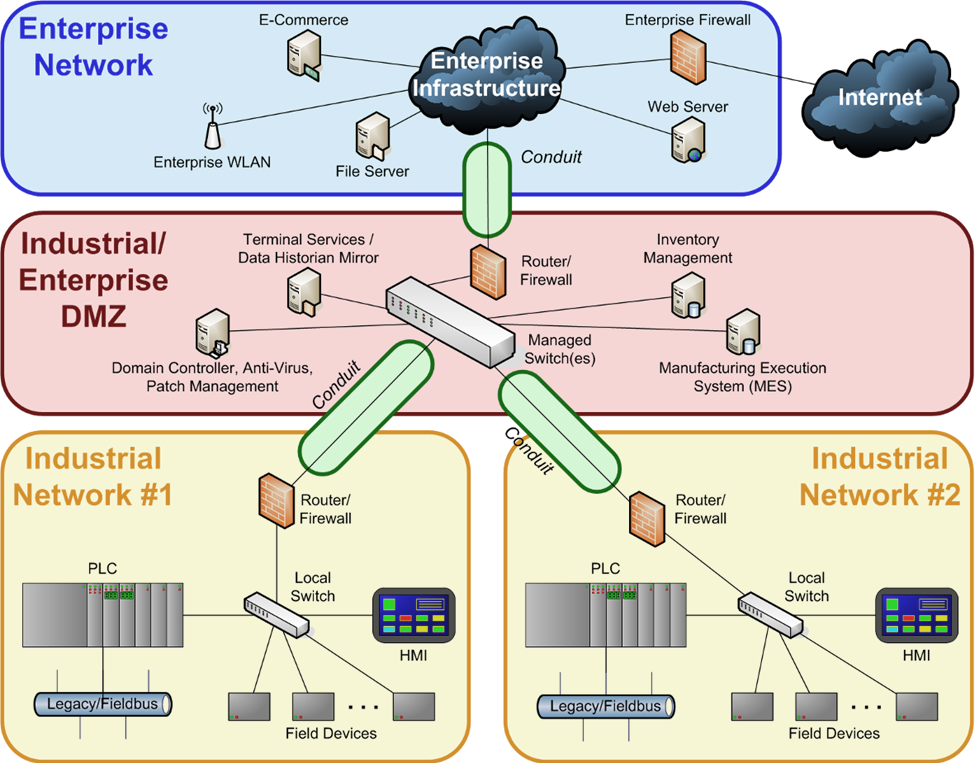 Enterprise
Network
E-Commerce
Enterprise Firewall
Enterprise
Infrastructure
Internet
Enterprise WLAN
File Server
Web Server
Conduit
Industrial/
Enterprise
DMZ
Terminal Services /
Data Historian Mirror
Router/
Firewall
Inventory
Management
Domain Controller, Anti-Virus,
Patch Management
Managed
Switch(es)
Manufacturing Execution
System (MES)
Conduit
Conduit
Industrial
Network #1
Router/
Firewall
PLC
Local
Switch
HMI
Legacy/Fieldbus
Field Devices
Industrial
Network #2
Router/
Firewall
PLC
Local
Switch
HMI
Legacy/Fieldbus
Field Devices